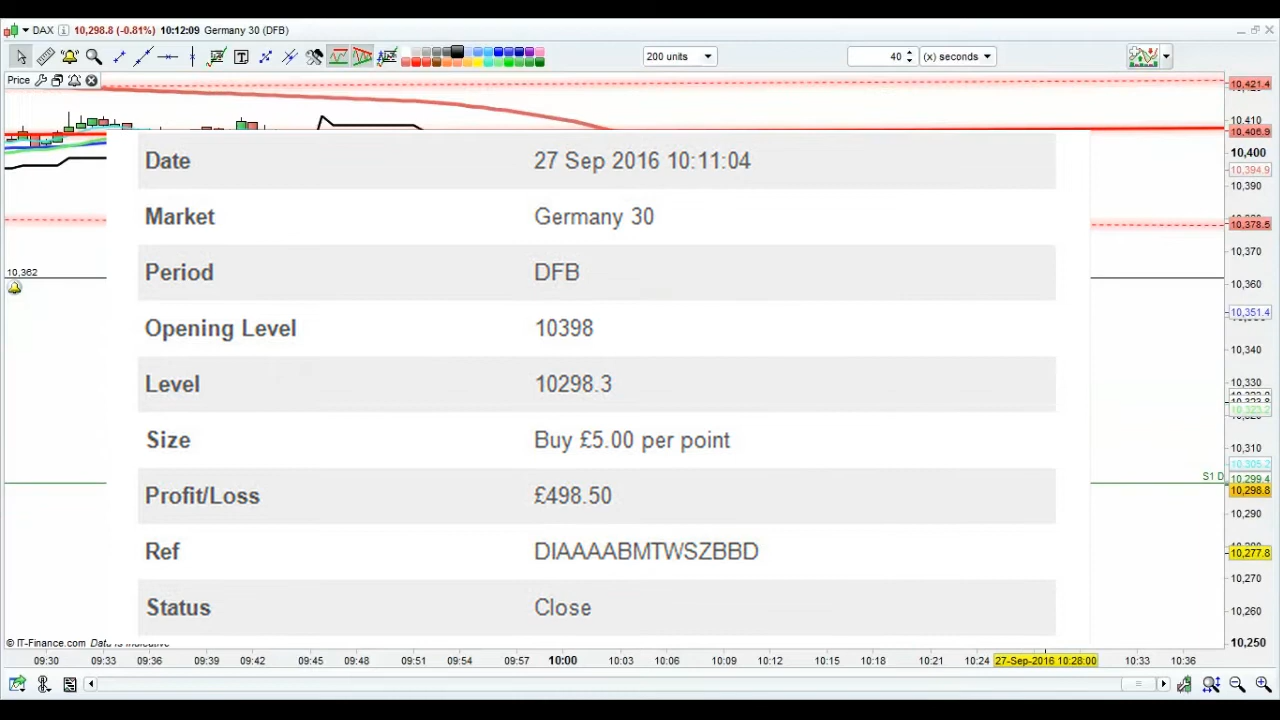 DAX 10,298.8 (-0.81%) 10:12:09 Germany 30 (DFB)
200 units 40 (x) seconds
Price
10,421.4
10,410
10,406.9
10,400
10,394.9
10,390
10,378.5
10,370
10,362
10,360
10,351.4
10,340
10,330
10,323.2
10,310
10,305.2
S1 D
10,299.4
10,298.8
10,290
10,277.8
10,270
10,260
10,250
Date 27 Sep 2016 10:11:04
Market Germany 30
Period DFB
Opening Level 10398
Level 10298.3
Size Buy £5.00 per point
Profit/Loss £498.50
Ref DIAAAABMTWSZBBD
Status Close
© IT-Finance.com Data is indicative
09:30 09:33 09:36 09:39 09:42 09:45 09:48 09:51 09:54 09:57 10:00 10:03 10:06 10:09 10:12 10:15 10:18 10:21 10:24 27-Sep-2016 10:28:00 10:33 10:36